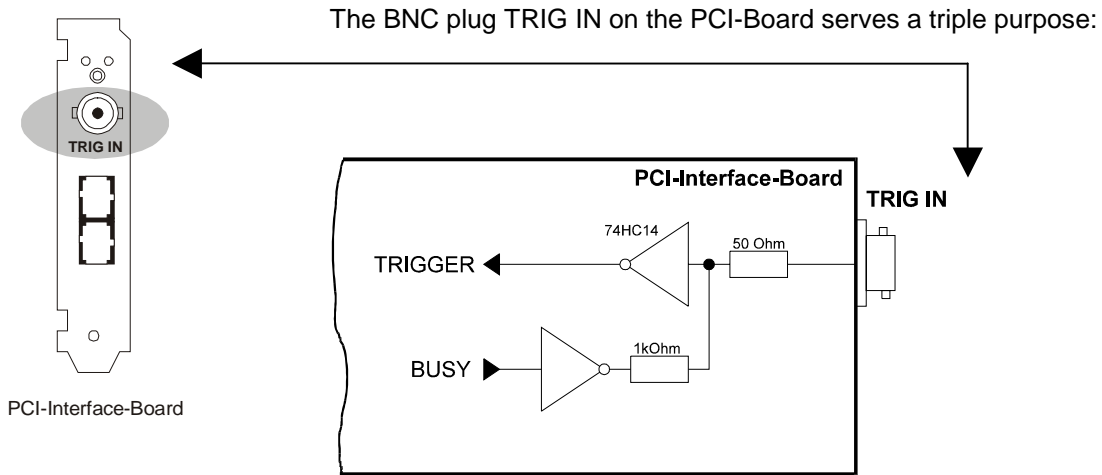 The BNC plug TRIG IN on the PCI-Board serves a triple purpose:
TRIG IN
PCI-Interface-Board
PCI-Interface-Board
TRIG IN
74HC14
50 Ohm
TRIGGER
1kOhm
BUSY